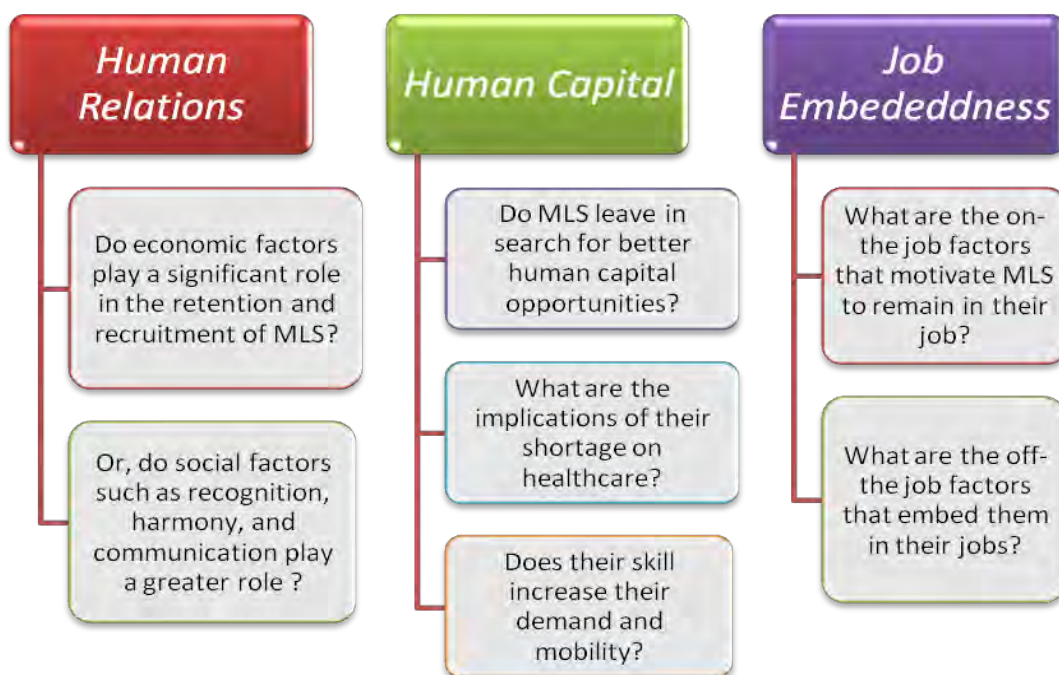 Human
Relations
Do economic factors
play a significant role
in the retention and
recruitment of MLS?
Or, do social factors
such as recognition,
harmony, and
communication play
a greater role ?
Human Capital
Do MLS leave in
search for better
human capital
opportunities?
What are the
implications of their
shortage on
healthcare?
Does their skill
increase their
demand and
mobility?
Job
Embededdness
What are the on-
the job factors
that motivate MLS
to remain in their
job?
What are the off-
the job factors
that embed them
in their jobs?